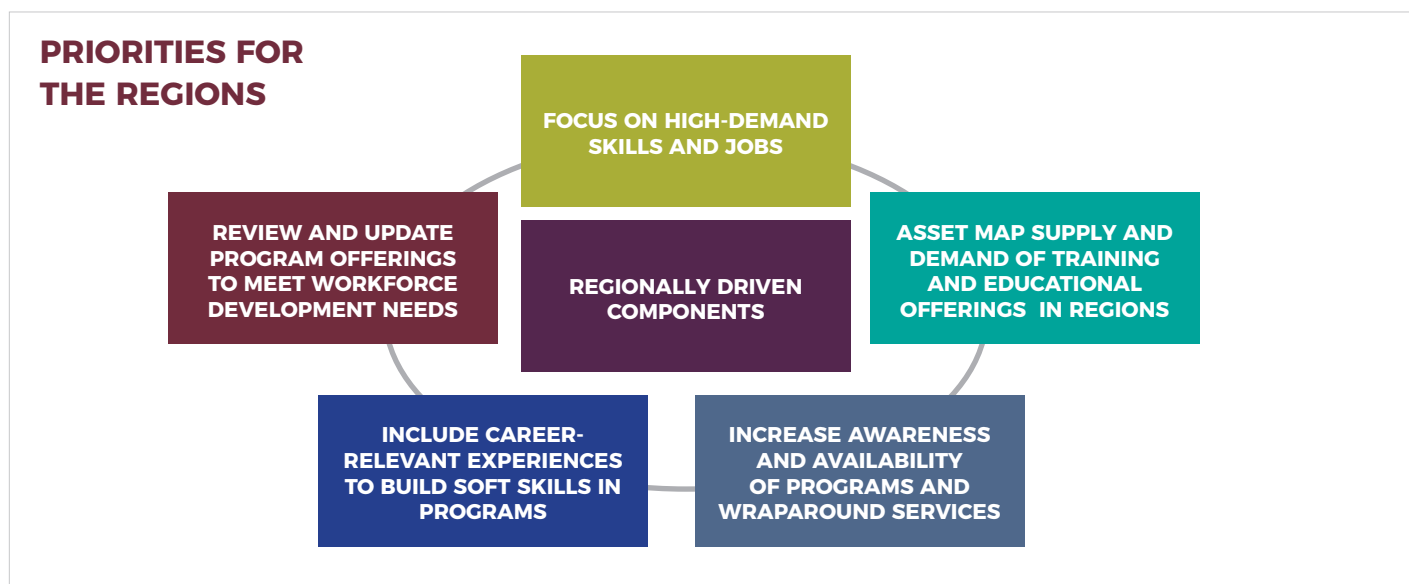 PRIORITIES FOR
THE REGIONS
FOCUS ON HIGH-DEMAND
SKILLS AND JOBS
REVIEW AND UPDATE
PROGRAM OFFERINGS
TO MEET WORKFORCE
DEVELOPMENT NEEDS
REGIONALLY DRIVEN
COMPONENTS
ASSET MAP SUPPLY AND
DEMAND OF TRAINING
AND EDUCATIONAL
OFFERINGS IN REGIONS
INCLUDE CAREER-
RELEVANT EXPERIENCES
TO BUILD SOFT SKILLS IN
PROGRAMS
INCREASE AWARENESS
AND AVAILABILITY
OF PROGRAMS AND
WRAPAROUND SERVICES